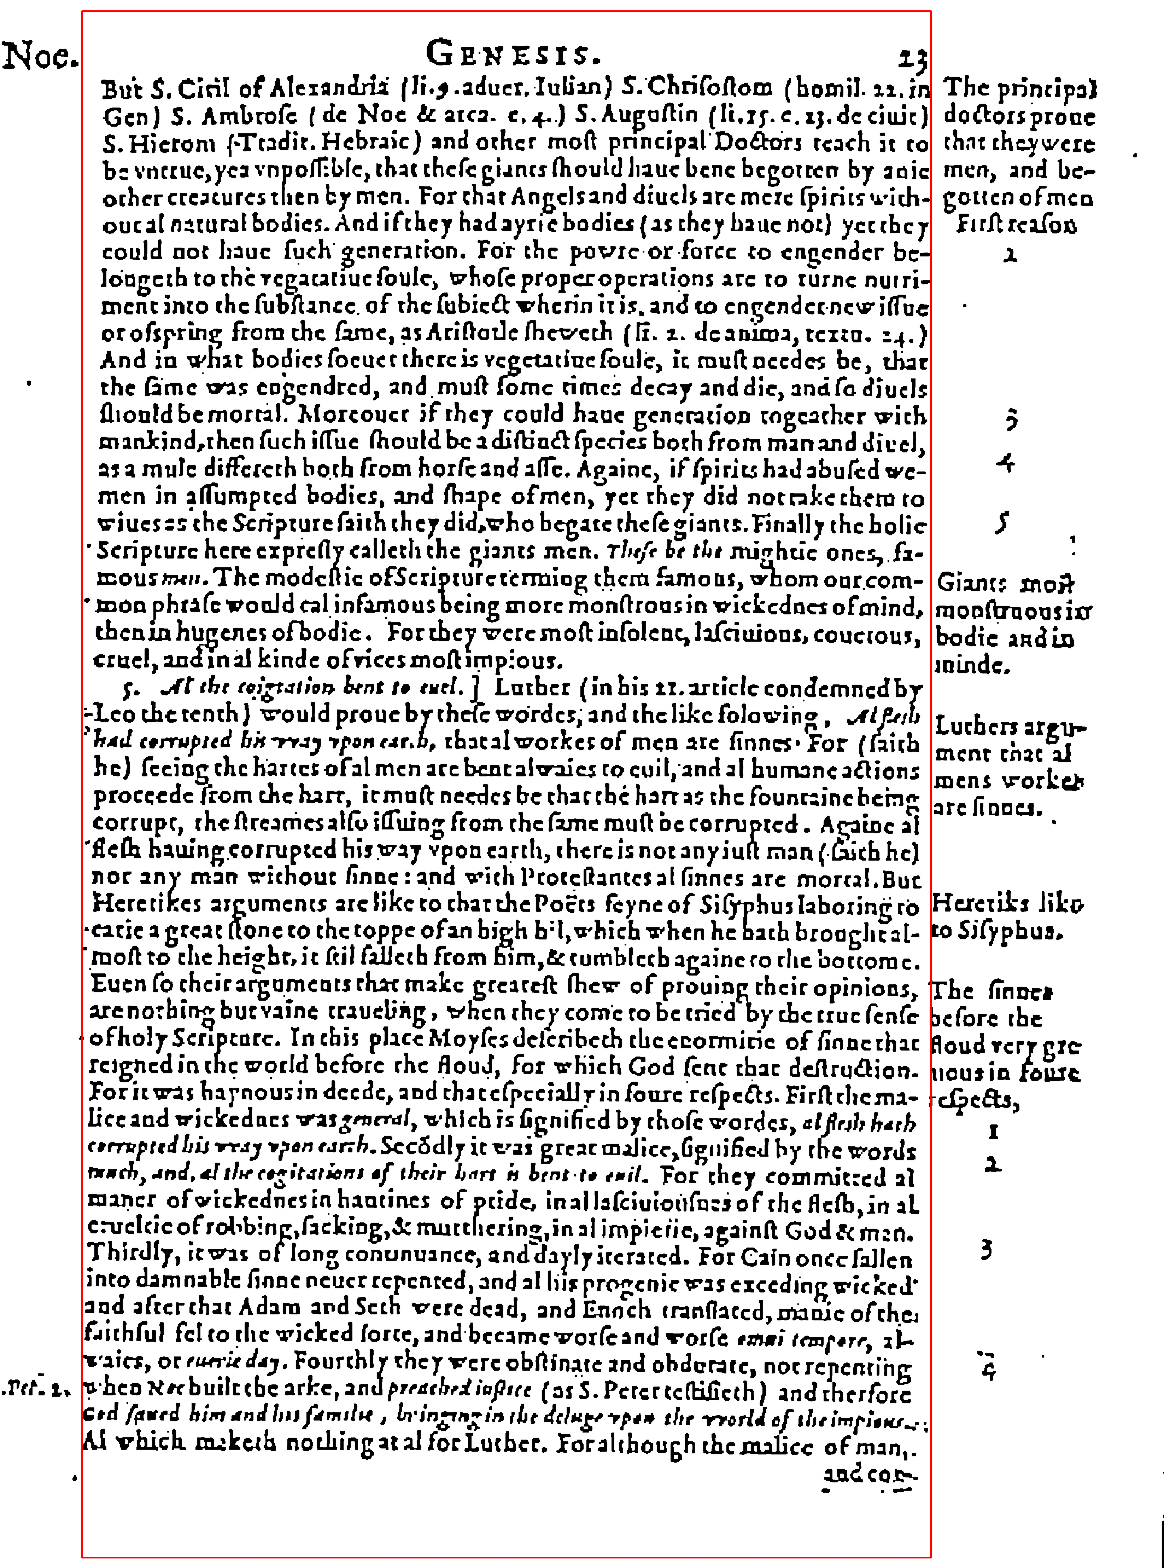 Noe. GENESIS. 23
But S. Ciril of Alexandria (li. 9. aduer. Iulian) S. Chriſoſtom (homil. 22. in
Gen) S. Ambroſe (de Noe & arca. c. 4.) S. Auguſtin (li. 15. c. 23. de ciuit)
S. Hierom (Tradit. Hebraic) and other moſt principal Doctors teach it to
be vntrue, yea vnpoſſible, that theſe giants ſhould haue bene begotten by anie
other creatures then by men. For that Angels and diuels are mere ſpirits with-
out al natural bodies. And if they had ayrie bodies (as they haue not) yet they
could not haue ſuch generation. For the powre or force to engender be-
longeth to the vegatatiue ſoule, whoſe proper operations are to turne nutri-
ment into the ſubſtance of the ſubiect wherin it is, and to engender new iſſue
or ofspring from the ſame, as Ariſtotle ſheweth (li. 2. de anima, textu. 24.)
And in what bodies ſoeuer there is vegetatiue ſoule, it muſt needes be, that
the ſame was engendred, and muſt ſome times decay and die, and ſo diuels
ſhould be mortal. Moreouer if they could haue generation togeather with
mankind, then ſuch iſſue ſhould be a diſtinct ſpecies both from man and diuel,
as a mule differeth both from horſe and aſſe. Againe, if ſpirits had abuſed we-
men in aſſumpted bodies, and ſhape of men, yet they did not take them to
wiues as the Scripture ſaith they did, who begate theſe giants. Finally the holie
Scripture here expreſly calleth the giants men. Theſe be the mightie ones, fa-
mous men. The modeſtie of Scripture terming them famous, whom our com-
mon phraſe would cal infamous being more monſtrous in wickednes of mind,
then in hugenes of bodie. For they were moſt inſolent, laſciuious, couetous,
cruel, and in al kinde of vices moſt impious.
5. Al the cogitation bent to euel.] Luther (in his 21. article condemned by
Leo the tenth) would proue by theſe wordes, and the like folowing, Al fleſh
had corrupted his way vpon earth, that al workes of men are ſinnes. For (ſaith
he) ſeeing the hartes of al men are bent alwaies to euil, and al humane actions
proceede from the hart, it muſt needes be that the hart as the fountaine being
corrupt, the ſtreames alſo iſſuing from the ſame muſt be corrupted. Againe al
fleſh hauing corrupted his way vpon earth, there is not any iuſt man (ſaith he)
nor any man without ſinne: and with Proteſtantes al ſinnes are mortal. But
Heretikes arguments are like to that the Poëts feyne of Siſyphus laboring to
carie a great ſtone to the toppe of an high hil, which when he hath brought al-
moſt to the height, it ſtil falleth from him, & tumbleth againe to the bottome.
Euen ſo their arguments that make greateſt ſhew of prouing their opinions,
are nothing but vaine traueling, when they come to be tried by the true ſenſe
of holy Scripture. In this place Moyſes deſcribeth the enormitie of ſinne that
reigned in the world before the floud, for which God ſent that deſtruction.
For it was haynous in deede, and that eſpecially in foure reſpects. Firſt the ma-
lice and wickednes was general, which is ſignified by thoſe wordes, al fleſh hath
corrupted his way vpon earth. Secōdly it was great malice, ſignified by the words
much, and, al the cogitations of their hart is bent to euil. For they committed al
maner of wickednes in hautines of pride, in al laſciuiouſnes of the fleſh, in al
crueltie of robbing, ſacking, & murthering, in al impietie, againſt God & man.
Thirdly, it was of long continuance, and dayly iterated. For Cain once fallen
into damnable ſinne neuer repented, and al his progenie was exceding wicked
and after that Adam and Seth were dead, and Enoch tranſlated, manie of the
faithful fel to the wicked ſorte, and became worſe and worſe omni tempore, al-
waies, or euerie day. Fourthly they were obſtinate and obdurate, not repenting
when Noe built the arke, and preached iuſtice (as S. Peter teſtifieth) and therfore
God ſaued him and his familie, bringing in the deluge vpon the world of the impious.
Al which maketh nothing at al for Luther. For although the malice of man,
and con-
The principal
doctors proue
that they were
men, and be-
gotten of men
Firſt reaſon
2
3
4
5
Giants moſt
monſtruous in
bodie and in
minde.
Luthers argu-
ment that al
mens workes
are ſinnes.
Heretiks like
to Siſyphus.
The ſinnes
before the
floud very gre
uous in foure
reſpects,
1
2
3
4
Pet. 2.